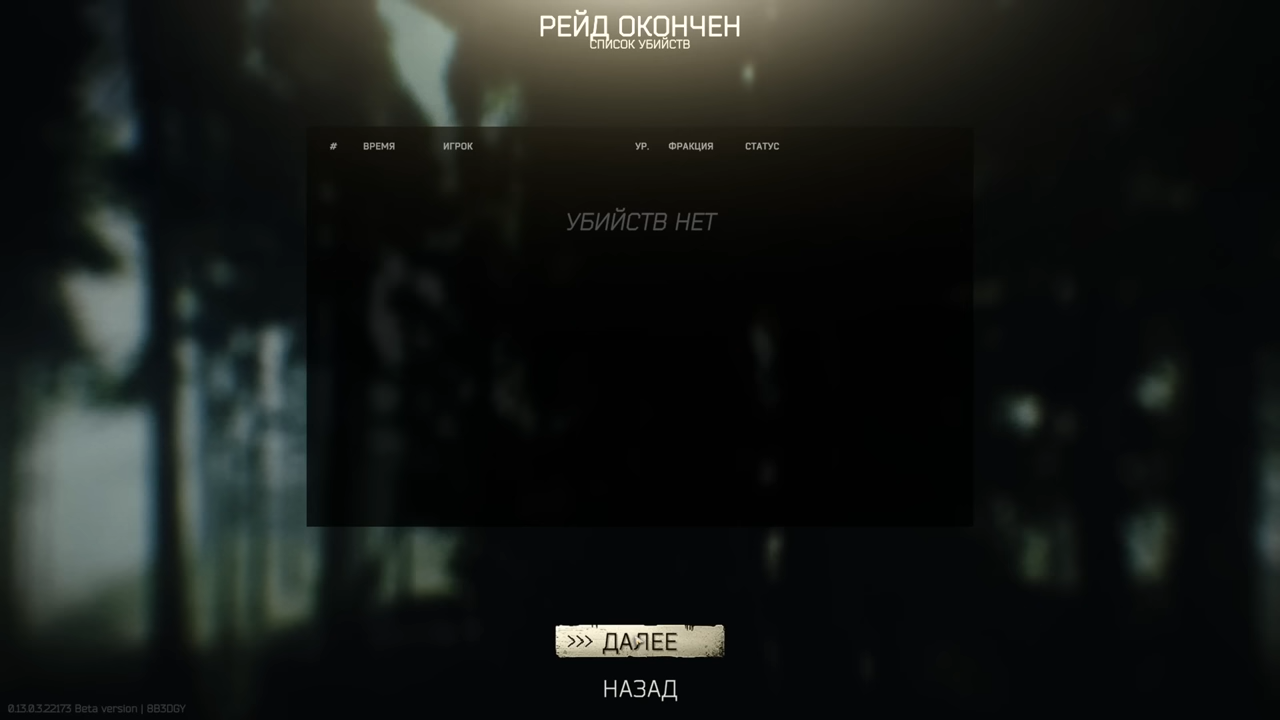 РЕЙД ОКОНЧЕН
СПИСОК УБИЙСТВ
# ВРЕМЯ ИГРОК УР. ФРАКЦИЯ СТАТУС
УБИЙСТВ НЕТ
>>> ДАЛЕЕ
НАЗАД
0.13.0.3.22173 Beta version | BB3DGY